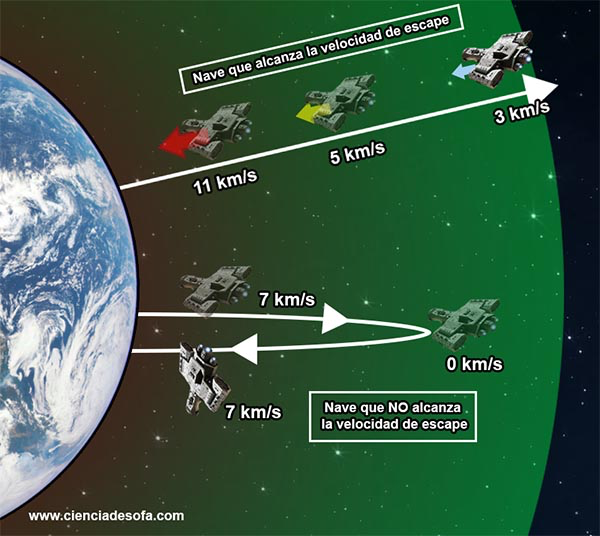 Nave que alcanza la velocidad de escape
3 km/s
5 km/s
11 km/s
7 km/s
0 km/s
7 km/s
Nave que NO alcanza
la velocidad de escape
www.cienciadesofa.com